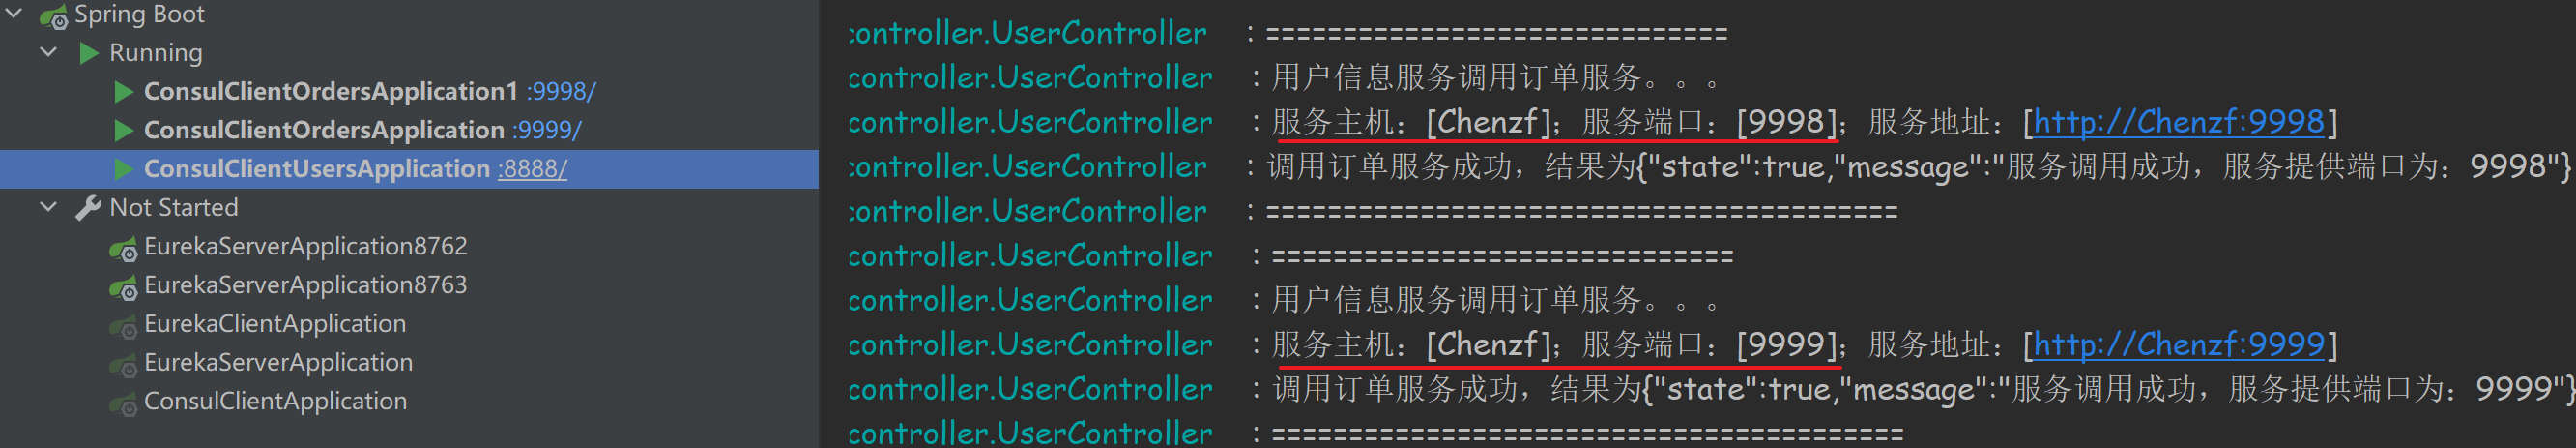 Spring Boot
Running
ConsulClientOrdersApplication1 :9998/
ConsulClientOrdersApplication :9999/
ConsulClientUsersApplication :8888/
Not Started
EurekaServerApplication8762
EurekaServerApplication8763
EurekaClientApplication
EurekaServerApplication
ConsulClientApplication
controller.UserController : ==============================
controller.UserController : 用户信息服务调用订单服务。。。
controller.UserController : 服务主机：[Chenzf]；服务端口：[9998]；服务地址：[http://Chenzf:9998]
controller.UserController : 调用订单服务成功，结果为{"state":true,"message":"服务调用成功，服务提供端口为：9998"}
controller.UserController : =========================================
controller.UserController : ==============================
controller.UserController : 用户信息服务调用订单服务。。。
controller.UserController : 服务主机：[Chenzf]；服务端口：[9999]；服务地址：[http://Chenzf:9999]
controller.UserController : 调用订单服务成功，结果为{"state":true,"message":"服务调用成功，服务提供端口为：9999"}
controller.UserController : =========================================